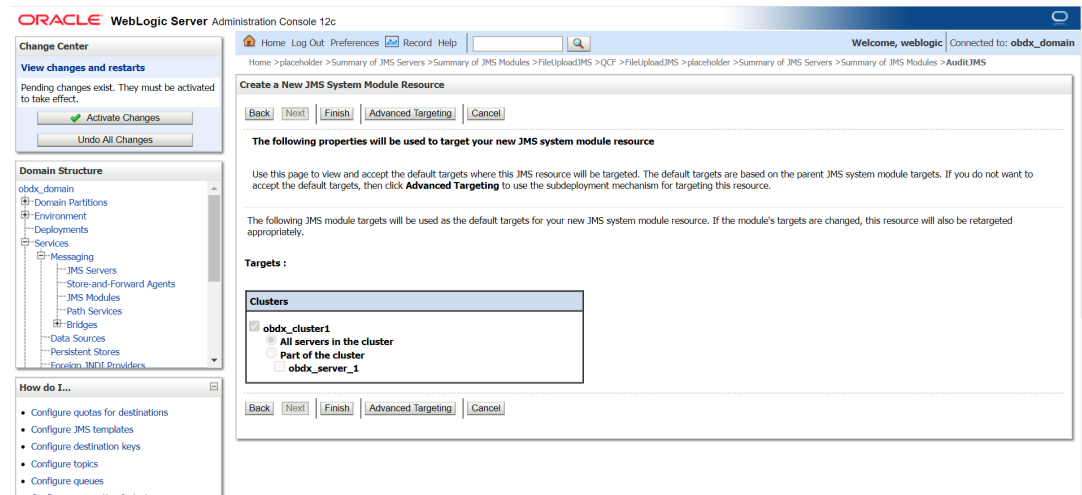 ORACLE® WebLogic Server Administration Console 12c
Change Center
View changes and restarts
Pending changes exist. They must be activated
to take effect.
Activate Changes
Undo All Changes
Domain Structure
obdx_domain
Domain Partitions
Environment
Deployments
Services
Messaging
JMS Servers
Store-and-Forward Agents
JMS Modules
Path Services
Bridges
Data Sources
Persistent Stores
Foreign JNDI Providers
How do I...
Configure quotas for destinations
Configure JMS templates
Configure destination keys
Configure topics
Configure queues
Home Log Out Preferences Record Help
Welcome, weblogic Connected to: obdx_domain
Home >placeholder >Summary of JMS Servers >Summary of JMS Modules >FileUploadJMS >QCF >FileUploadJMS >placeholder >Summary of JMS Servers >Summary of JMS Modules >AuditJMS
Create a New JMS System Module Resource
Back Next Finish Advanced Targeting Cancel
The following properties will be used to target your new JMS system module resource
Use this page to view and accept the default targets where this JMS resource will be targeted. The default targets are based on the parent JMS system module targets. If you do not want to
accept the default targets, then click Advanced Targeting to use the subdeployment mechanism for targeting this resource.
The following JMS module targets will be used as the default targets for your new JMS system module resource. If the module's targets are changed, this resource will also be retargeted
appropriately.
Targets :
Clusters
obdx_cluster1
All servers in the cluster
Part of the cluster
obdx_server_1
Back Next Finish Advanced Targeting Cancel